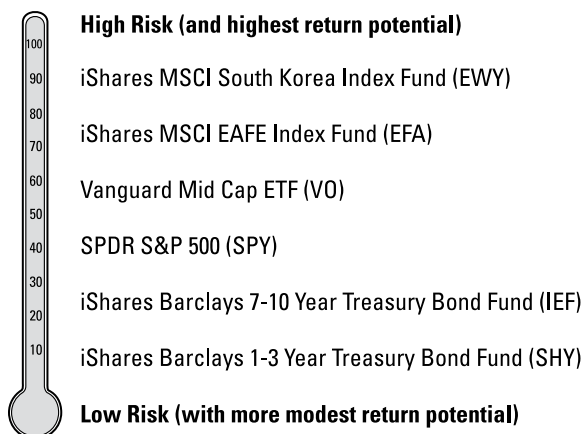 High Risk (and highest return potential)
100
90
iShares MSCI South Korea Index Fund (EWY)
80
iShares MSCI EAFE Index Fund (EFA)
70
60
Vanguard Mid Cap ETF (VO)
50
40
SPDR S&P 500 (SPY)
30
iShares Barclays 7-10 Year Treasury Bond Fund (IEF)
20
10
iShares Barclays 1-3 Year Treasury Bond Fund (SHY)
Low Risk (with more modest return potential)